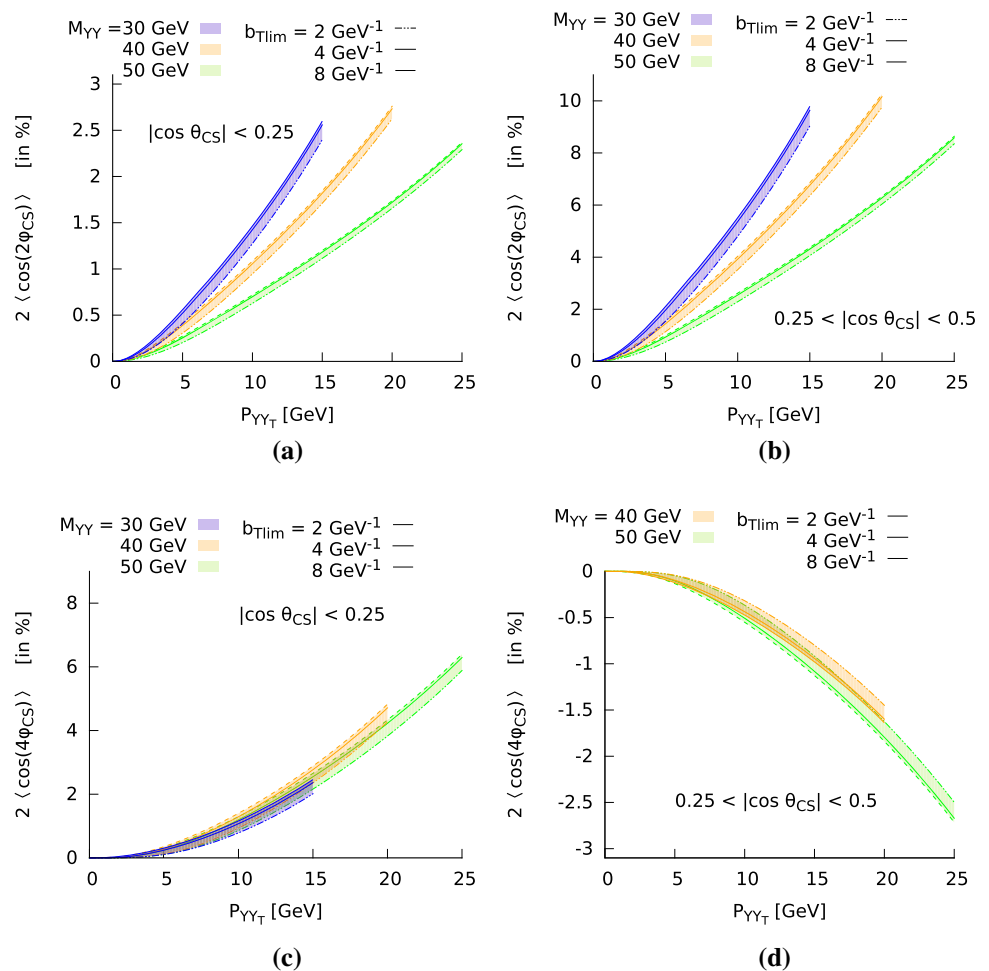 M_YY = 30 GeV b_Tlim = 2 GeV⁻¹
40 GeV 4 GeV⁻¹
50 GeV 8 GeV⁻¹
|cos θ_CS| < 0.25
2 ⟨ cos(2φ_CS) ⟩ [in %]
3
2.5
2
1.5
1
0.5
0
0 5 10 15 20 25
P_YY_T [GeV]
(a)
M_YY = 30 GeV b_Tlim = 2 GeV⁻¹
40 GeV 4 GeV⁻¹
50 GeV 8 GeV⁻¹
2 ⟨ cos(2φ_CS) ⟩ [in %]
10
8
6
4
2
0
0.25 < |cos θ_CS| < 0.5
0 5 10 15 20 25
P_YY_T [GeV]
(b)
M_YY = 30 GeV b_Tlim = 2 GeV⁻¹
40 GeV 4 GeV⁻¹
50 GeV 8 GeV⁻¹
|cos θ_CS| < 0.25
2 ⟨ cos(4φ_CS) ⟩ [in %]
8
6
4
2
0
0 5 10 15 20 25
P_YY_T [GeV]
(c)
M_YY = 40 GeV b_Tlim = 2 GeV⁻¹
50 GeV 4 GeV⁻¹
8 GeV⁻¹
2 ⟨ cos(4φ_CS) ⟩ [in %]
0
-0.5
-1
-1.5
-2
-2.5
-3
0.25 < |cos θ_CS| < 0.5
0 5 10 15 20 25
P_YY_T [GeV]
(d)